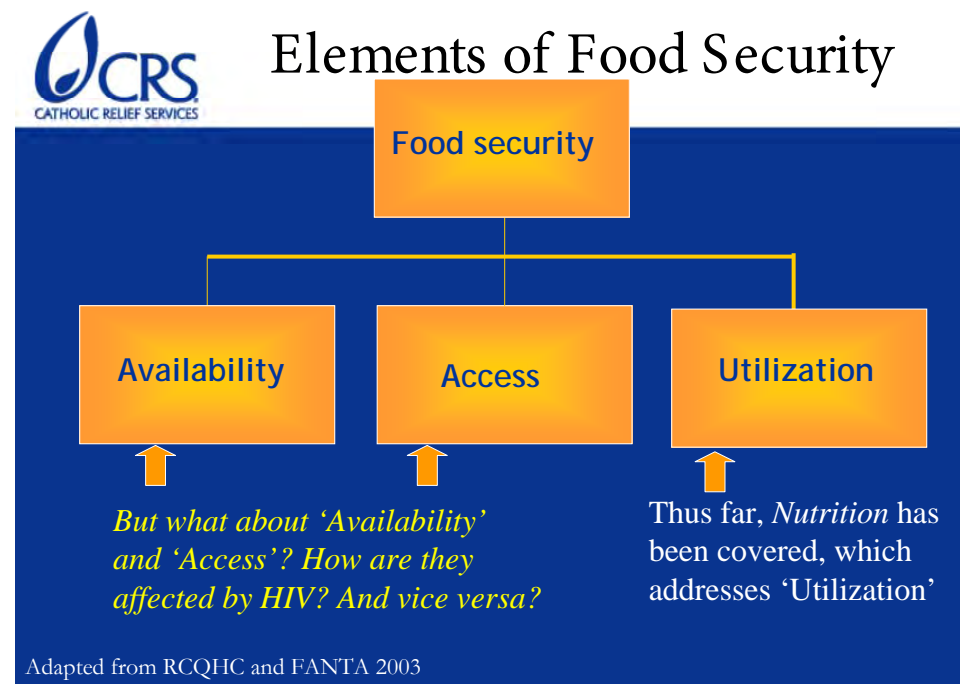 CRS
CATHOLIC RELIEF SERVICES
Elements of Food Security
Food security
Availability
Access
Utilization
But what about ‘Availability’
and ‘Access’? How are they
affected by HIV? And vice versa?
Thus far, Nutrition has
been covered, which
addresses ‘Utilization’
Adapted from RCQHC and FANTA 2003